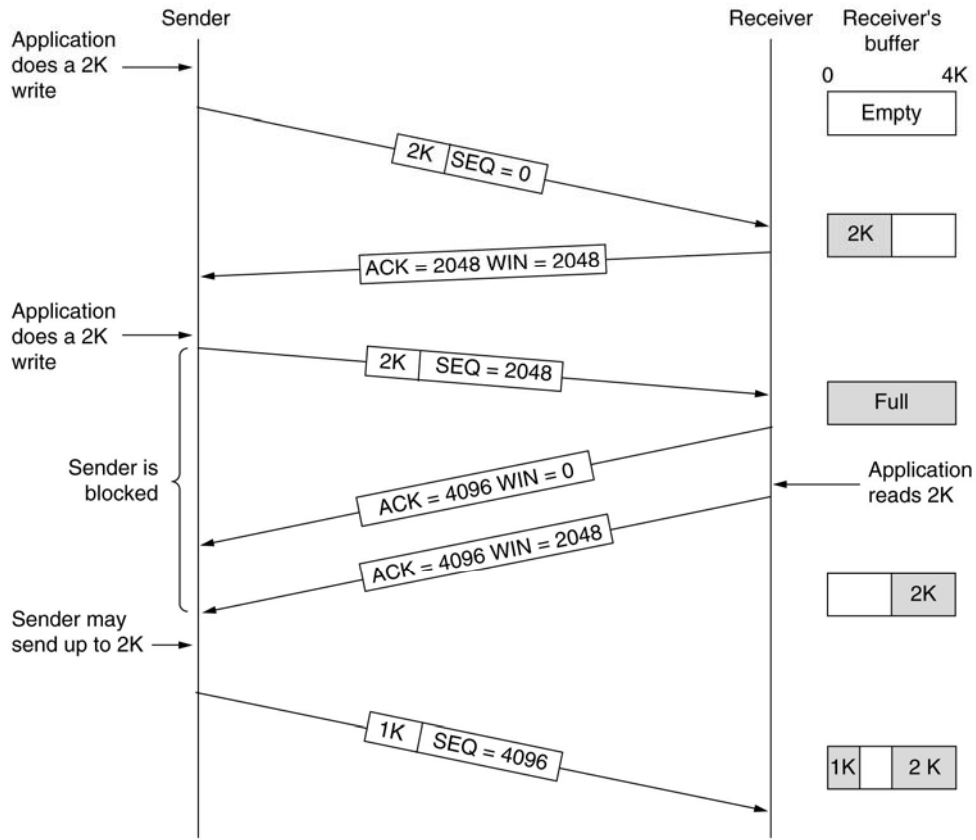 Sender
Receiver
Receiver's
buffer
Application
does a 2K
write
0 4K
Empty
2K SEQ = 0
2K
ACK = 2048 WIN = 2048
Application
does a 2K
write
2K SEQ = 2048
Full
Sender is
blocked
ACK = 4096 WIN = 0
Application
reads 2K
ACK = 4096 WIN = 2048
2K
Sender may
send up to 2K
1K SEQ = 4096
1K 2 K